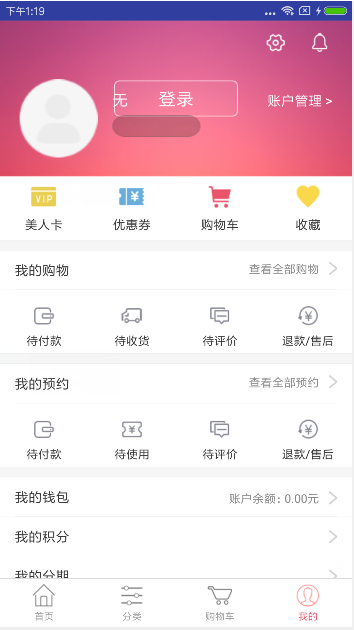 下午1:19
无
登录
账户管理 >
VIP
美人卡 优惠券 购物车 收藏
我的购物 查看全部购物
待付款 待收货 待评价 退款/售后
我的预约 查看全部预约
待付款 待使用 待评价 退款/售后
我的钱包 账户余额: 0.00元
我的积分
我的分期
首页 分类 购物车 我的